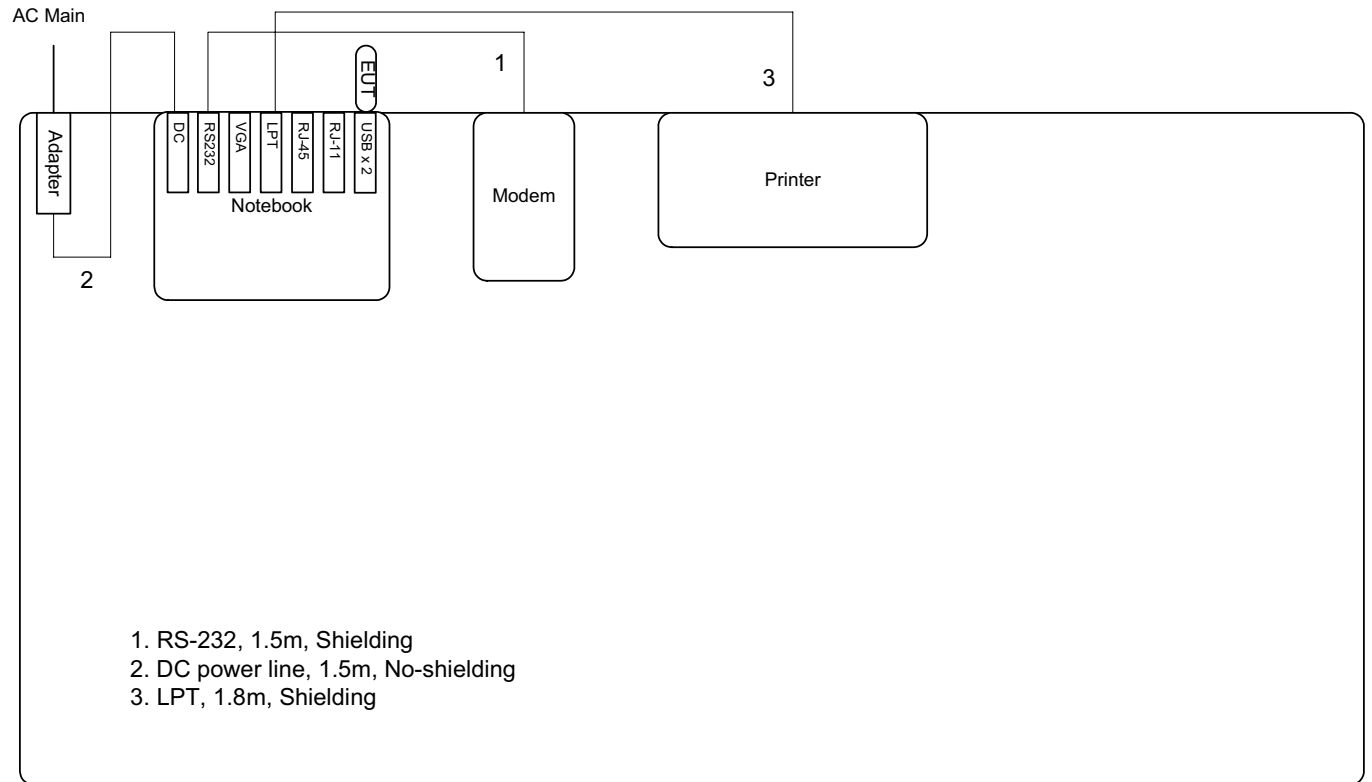 AC Main
EUT
1
3
Adapter
DC
RS232
VGA
LPT
RJ-45
RJ-11
USB x 2
Notebook
Modem
Printer
2
1. RS-232, 1.5m, Shielding
2. DC power line, 1.5m, No-shielding
3. LPT, 1.8m, Shielding